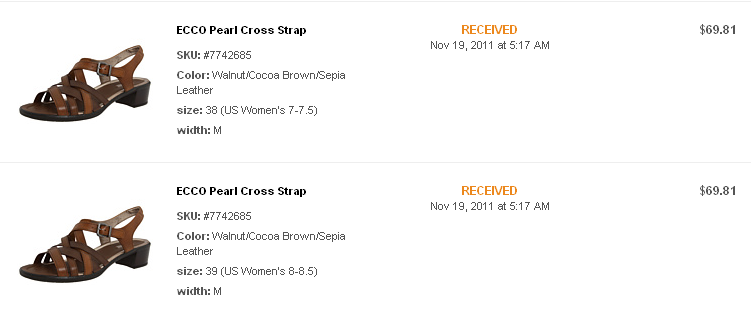 ECCO Pearl Cross Strap
RECEIVED
$69.81
Nov 19, 2011 at 5:17 AM
SKU: #7742685
Color: Walnut/Cocoa Brown/Sepia
Leather
size: 38 (US Women's 7-7.5)
width: M
ECCO Pearl Cross Strap
RECEIVED
$69.81
Nov 19, 2011 at 5:17 AM
SKU: #7742685
Color: Walnut/Cocoa Brown/Sepia
Leather
size: 39 (US Women's 8-8.5)
width: M